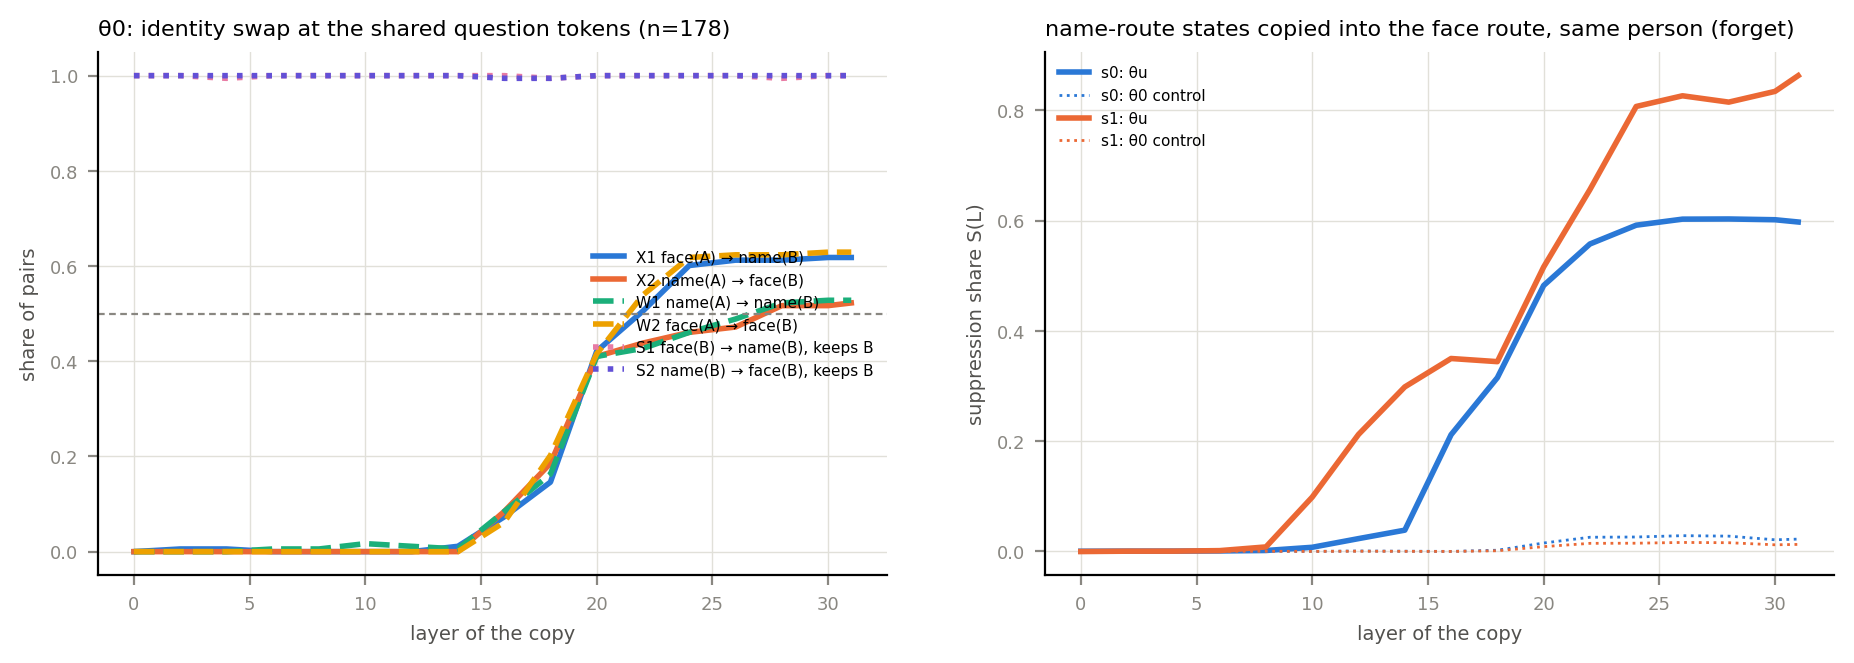 θ0: identity swap at the shared question tokens (n=178)
share of pairs
1.0
0.8
0.6
0.4
0.2
0.0
X1 face(A) → name(B)
X2 name(A) → face(B)
W1 name(A) → name(B)
W2 face(A) → face(B)
S1 face(B) → name(B), keeps B
S2 name(B) → face(B), keeps B
0 5 10 15 20 25 30
layer of the copy
name-route states copied into the face route, same person (forget)
suppression share S(L)
s0: θu
s0: θ0 control
s1: θu
s1: θ0 control
0.8
0.6
0.4
0.2
0.0
0 5 10 15 20 25 30
layer of the copy